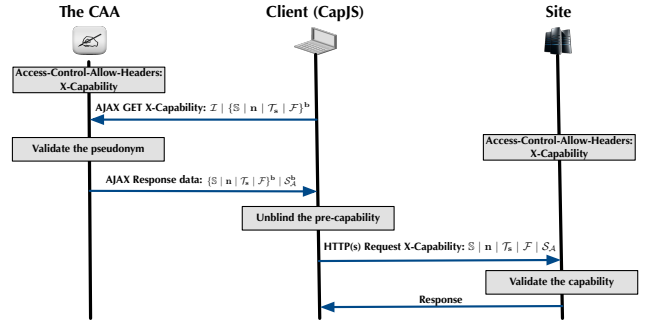 The CAA
Client (CapJS)
Site
Access-Control-Allow-Headers:
X-Capability
AJAX GET X-Capability: ℐ | {𝕊 | n | 𝒯ₛ | ℱ}ᵇ
Validate the pseudonym
Access-Control-Allow-Headers:
X-Capability
AJAX Response data: {𝕊 | n | 𝒯ₛ | ℱ}ᵇ | 𝒮ᵇ_𝒜
Unblind the pre-capability
HTTP(s) Request X-Capability: 𝕊 | n | 𝒯ₛ | ℱ | 𝒮_𝒜
Validate the capability
Response